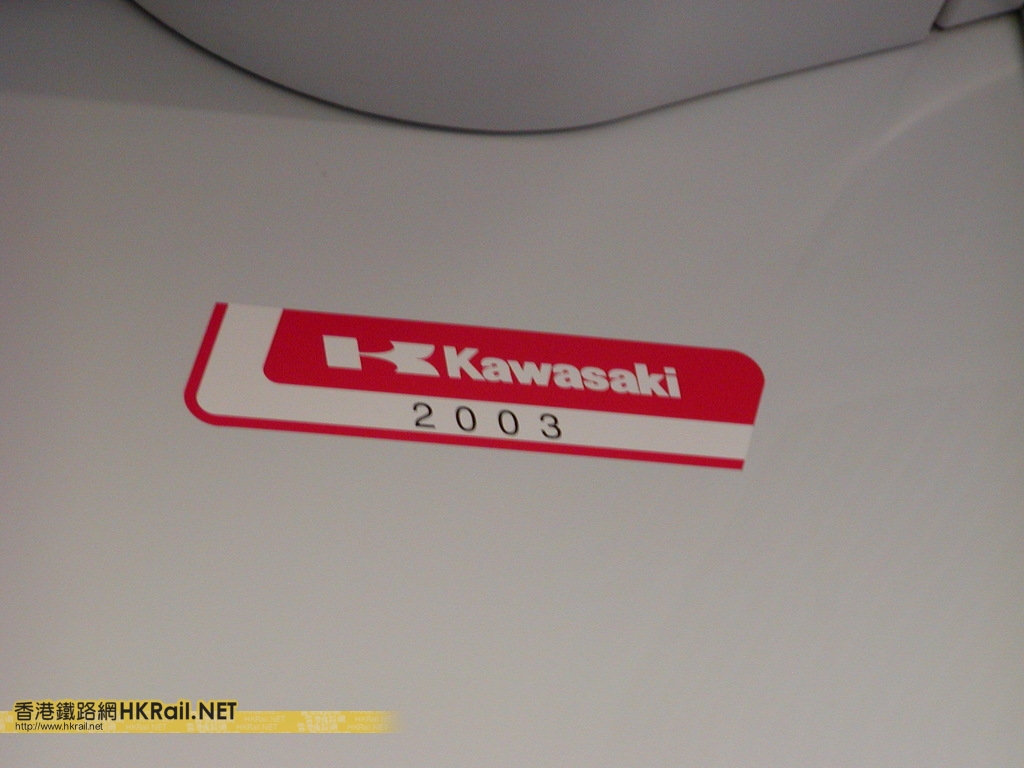 Kawasaki
2003
香港鐵路網HKRail.NET
http://www.hkrail.net